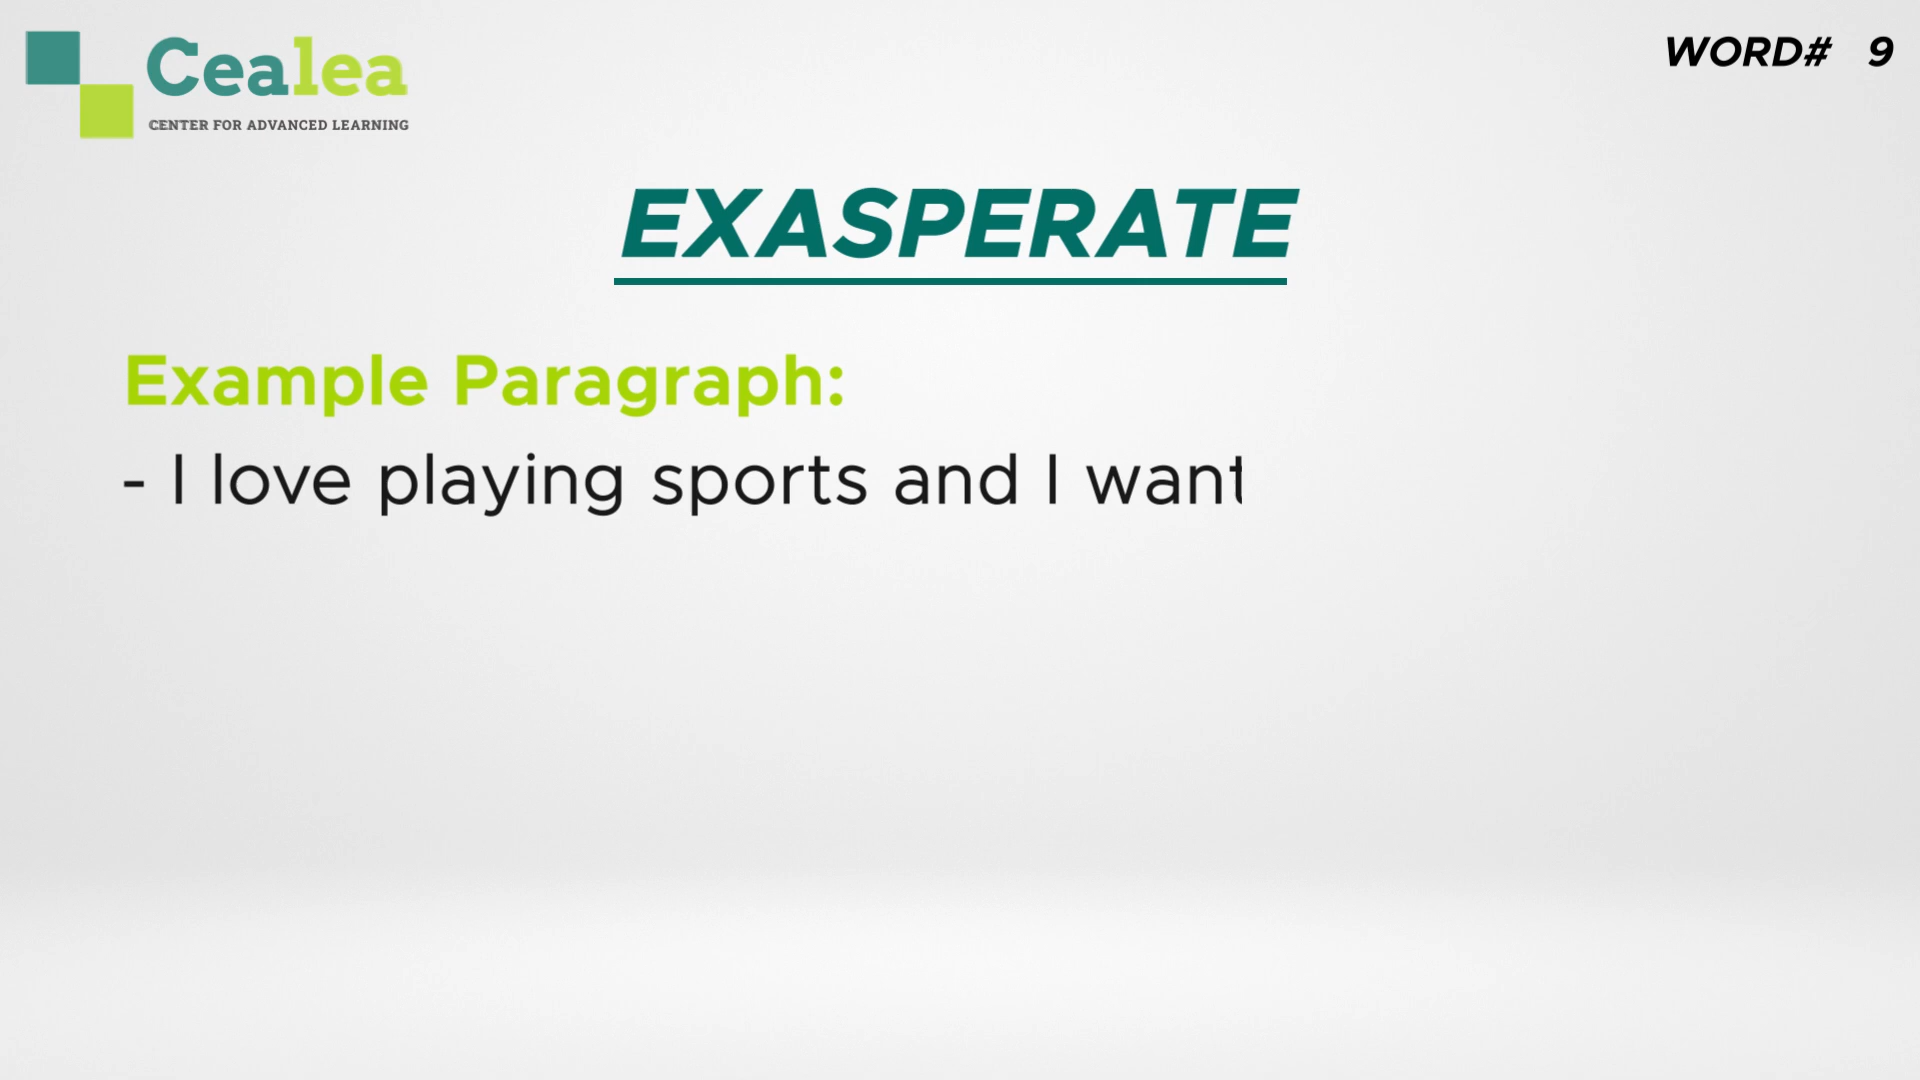 Cealea
CENTER FOR ADVANCED LEARNING
WORD# 9
EXASPERATE
Example Paragraph:
- I love playing sports and I want